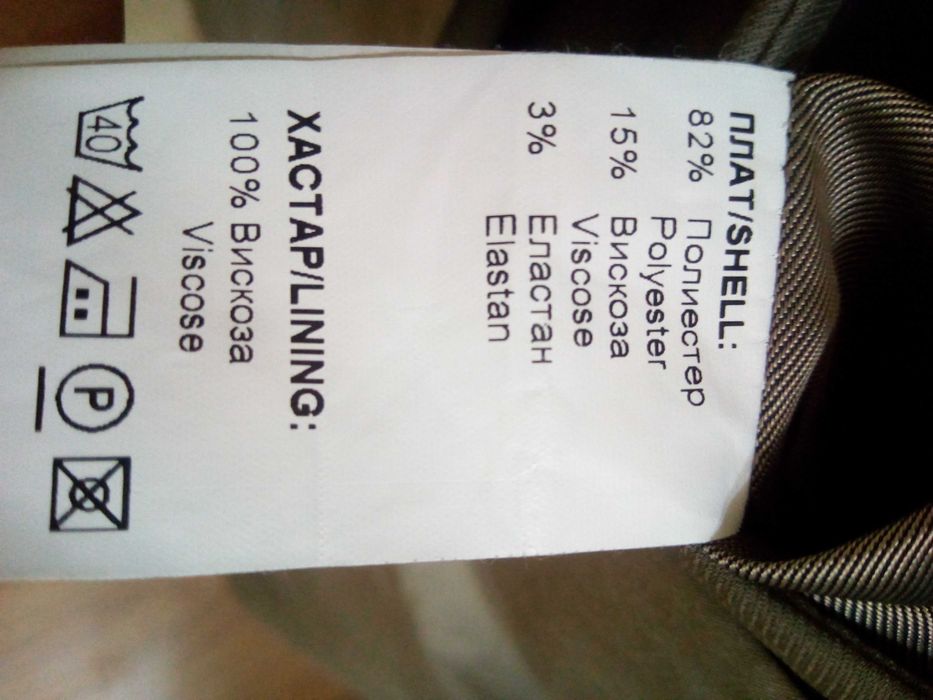 ПЛАТ/SHELL:
82% Полиестер
Polyester
15% Вискоза
Viscose
3% Еластан
Elastan
ХАСТАР/LINING:
100% Вискоза
Viscose
40
P